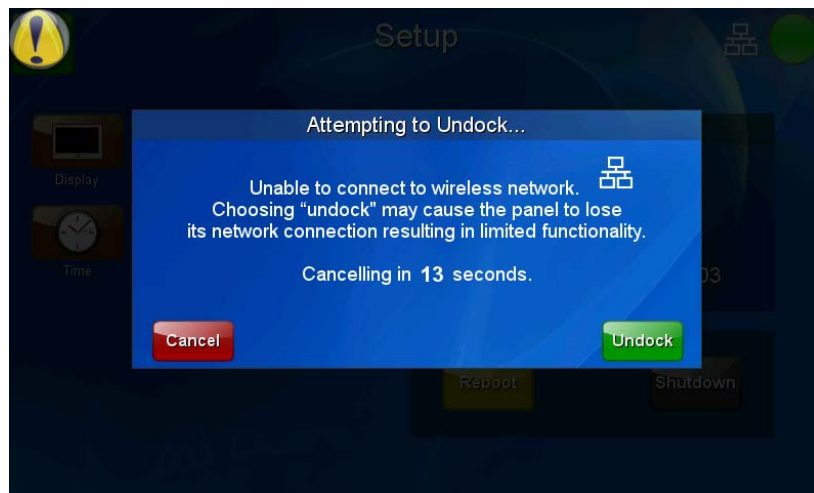 Setup
Attempting to Undock...
Display
Unable to connect to wireless network.
Choosing “undock" may cause the panel to lose
its network connection resulting in limited functionality.
Time
Cancelling in 13 seconds.
03
Cancel
Undock
Reboot
Shutdown